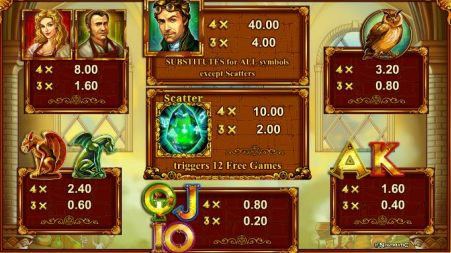 4× 8.00
3× 1.60
4× 40.00
3× 4.00
SUBSTITUTES for ALL symbols
except Scatters
4× 3.20
3× 0.80
Scatter
4× 10.00
3× 2.00
triggers 12 Free Games
4× 2.40
3× 0.60
Q J
10
4× 0.80
3× 0.20
A K
4× 1.60
3× 0.40